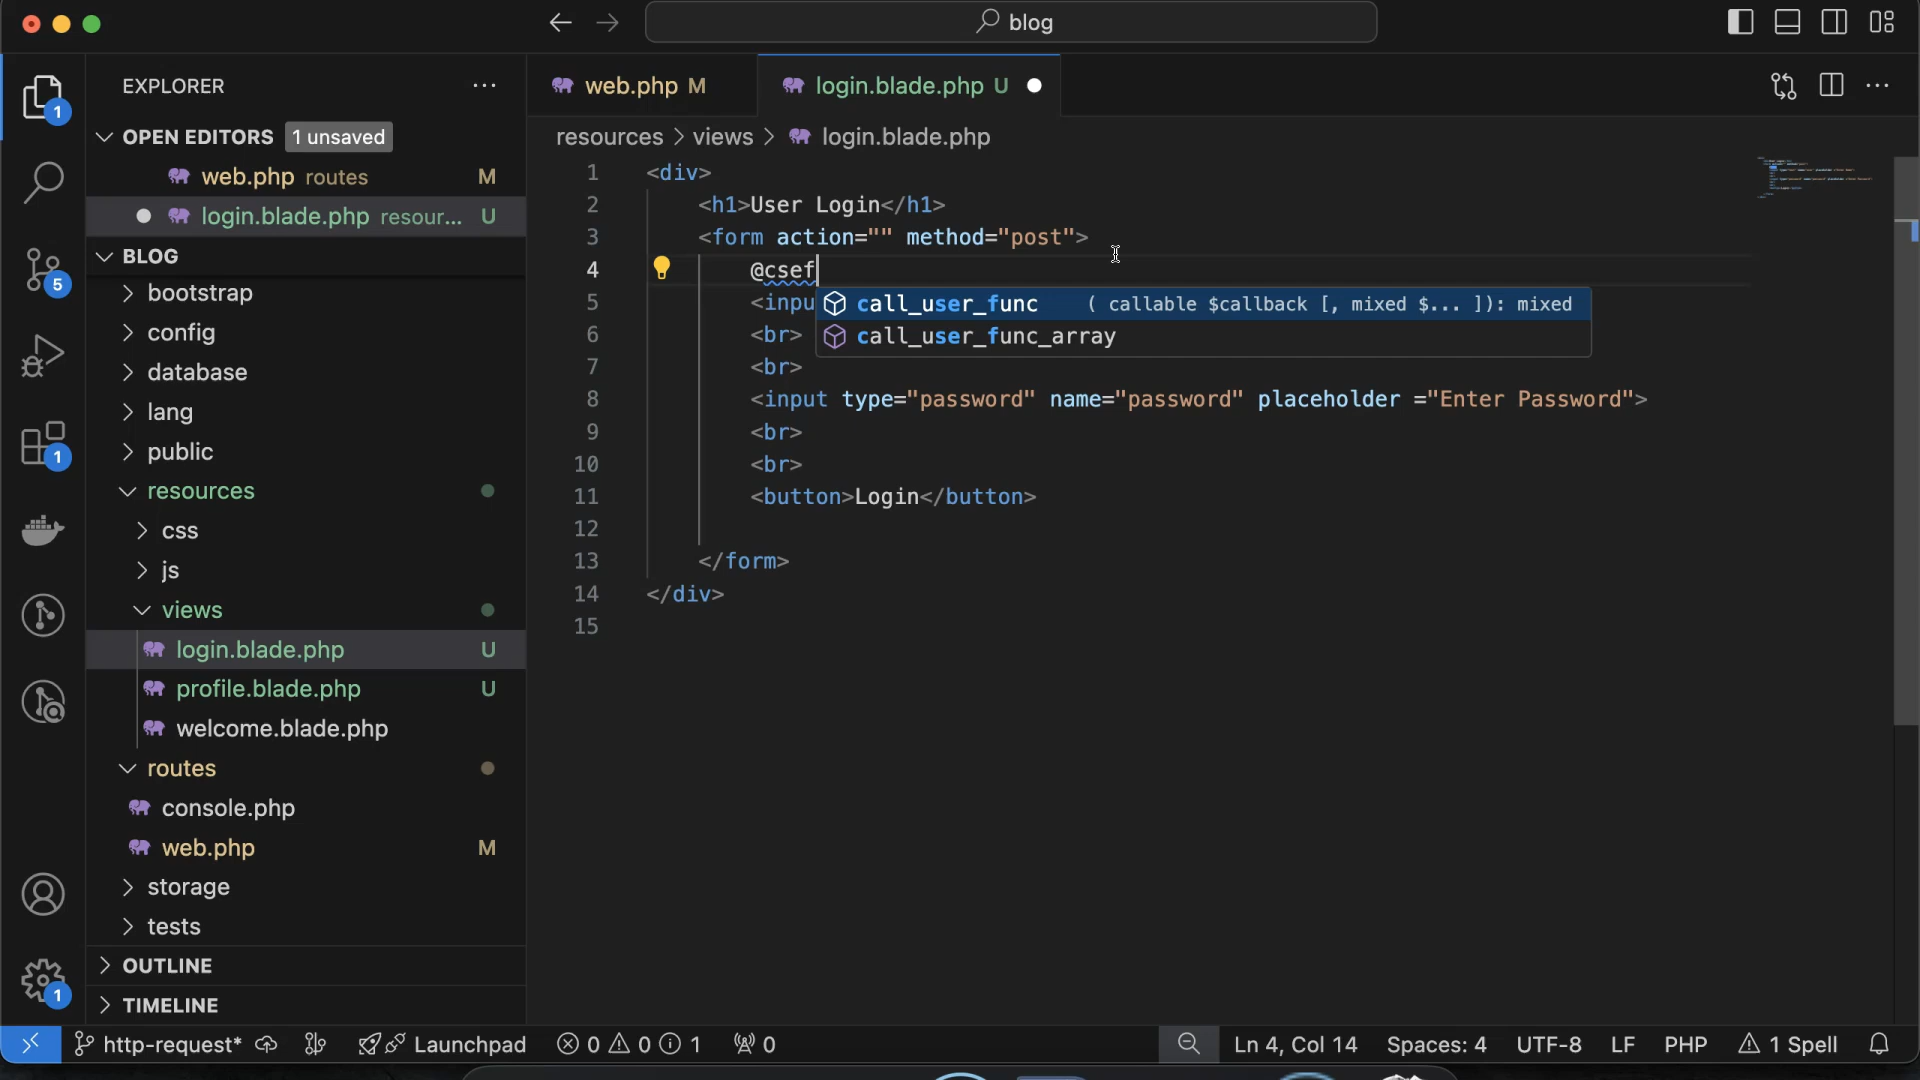 blog
EXPLORER
OPEN EDITORS 1 unsaved
web.php routes M
login.blade.php resour... U
BLOG
bootstrap
config
database
lang
public
resources
css
js
views
login.blade.php U
profile.blade.php U
welcome.blade.php
routes
console.php
web.php M
storage
tests
OUTLINE
TIMELINE
1
5
1
1
web.php M
login.blade.php U
resources > views > login.blade.php
1 <div>
2 <h1>User Login</h1>
3 <form action="" method="post">
4 @csef
5 <inpu
call_user_func ( callable $callback [, mixed $... ]): mixed
6 <br>
call_user_func_array
7 <br>
8 <input type="password" name="password" placeholder ="Enter Password">
9 <br>
10 <br>
11 <button>Login</button>
12
13 </form>
14 </div>
15
http-request* Launchpad 0 0 1 0 Ln 4, Col 14 Spaces: 4 UTF-8 LF PHP 1 Spell